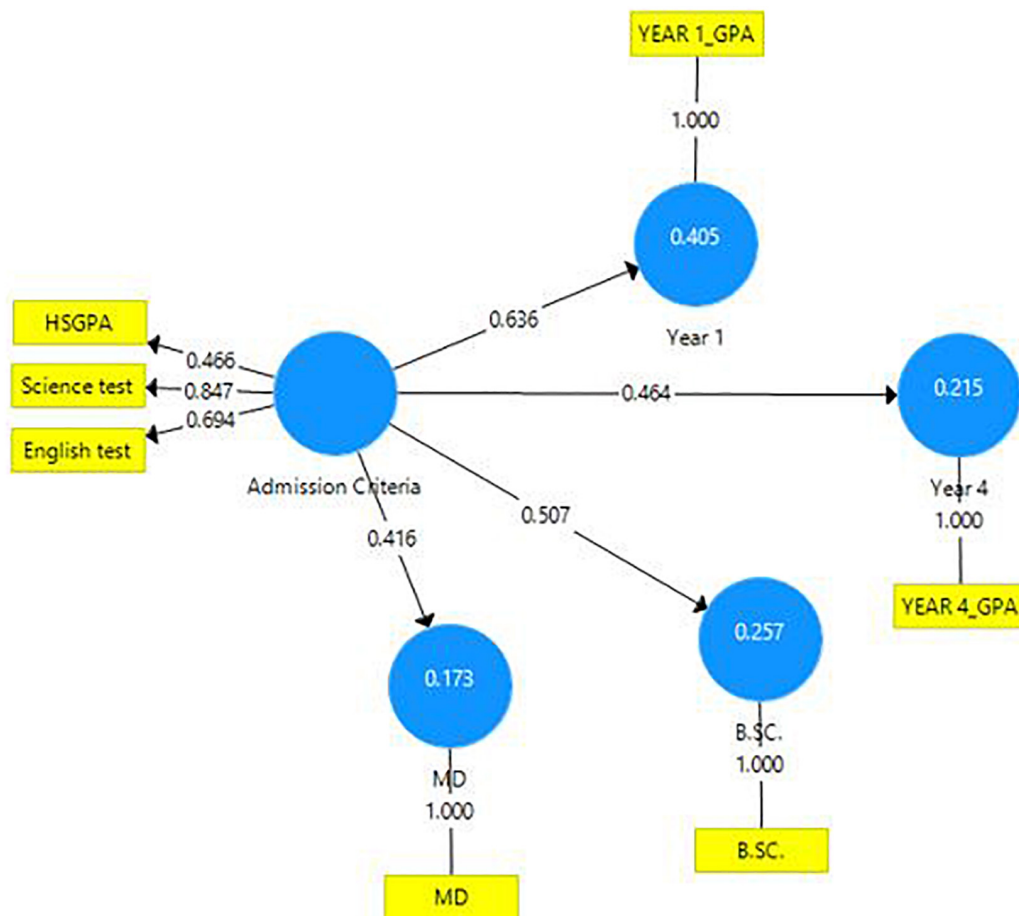 YEAR 1_GPA
1.000
0.405
Year 1
0.636
HSGPA
0.466
Science test
0.847
English test
0.694
Admission Criteria
0.464
0.215
Year 4
1.000
YEAR 4_GPA
0.507
0.416
0.257
B.SC.
1.000
B.SC.
0.173
MD
1.000
MD